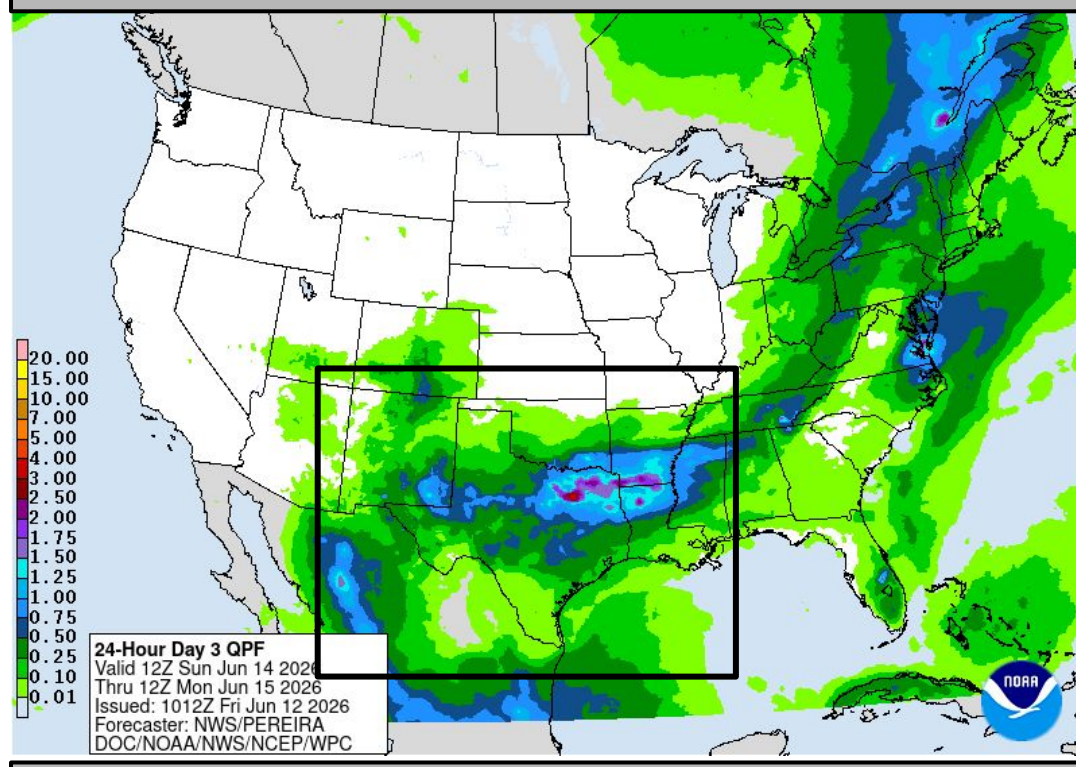 20.00
15.00
10.00
7.00
5.00
4.00
3.00
2.50
2.00
1.75
1.50
1.25
1.00
0.75
0.50
0.25
0.10
0.01
24-Hour Day 3 QPF
Valid 12Z Sun Jun 14 2026
Thru 12Z Mon Jun 15 2026
Issued: 1012Z Fri Jun 12 2026
Forecaster: NWS/PEREIRA
DOC/NOAA/NWS/NCEP/WPC
NOAA